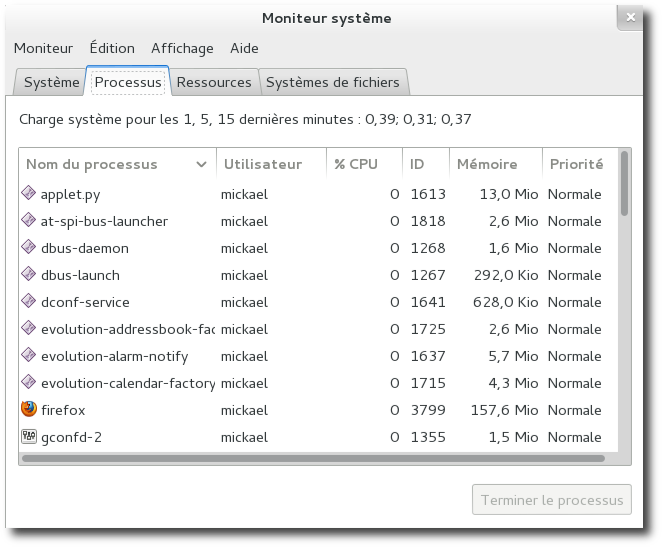 Moniteur système
Moniteur Édition Affichage Aide
Système Processus Ressources Systèmes de fichiers
Charge système pour les 1, 5, 15 dernières minutes : 0,39; 0,31; 0,37
Nom du processus Utilisateur % CPU ID Mémoire Priorité
applet.py mickael 0 1613 13,0 Mio Normale
at-spi-bus-launcher mickael 0 1818 2,6 Mio Normale
dbus-daemon mickael 0 1268 1,6 Mio Normale
dbus-launch mickael 0 1267 292,0 Kio Normale
dconf-service mickael 0 1641 628,0 Kio Normale
evolution-addressbook-fac mickael 0 1725 2,6 Mio Normale
evolution-alarm-notify mickael 0 1637 5,7 Mio Normale
evolution-calendar-factory mickael 0 1715 4,3 Mio Normale
firefox mickael 0 3799 157,6 Mio Normale
gconfd-2 mickael 0 1355 1,5 Mio Normale
Terminer le processus